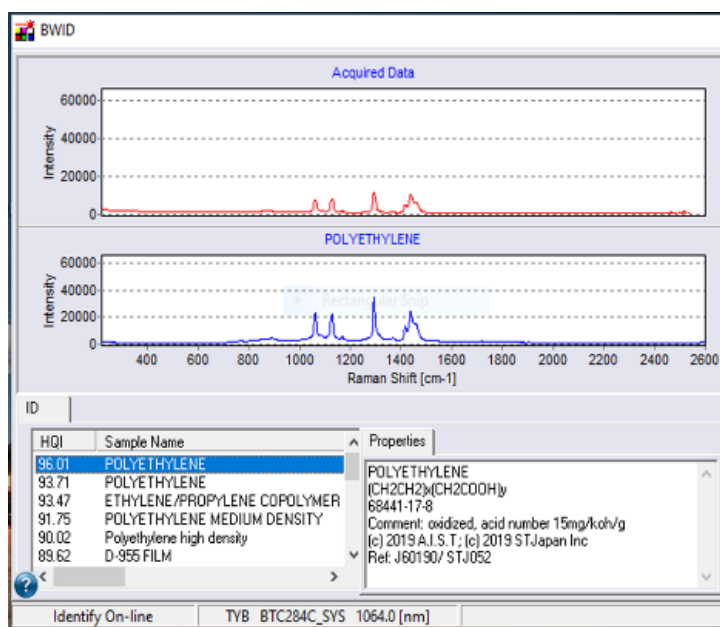 BWID
Acquired Data
60000
40000
20000
0
Intensity
POLYETHYLENE
60000
40000
20000
0
Intensity
Rectangular Snip
400 600 800 1000 1200 1400 1600 1800 2000 2200 2400 2600
Raman Shift [cm-1]
ID
HQI Sample Name
96.01 POLYETHYLENE
93.71 POLYETHYLENE
93.47 ETHYLENE/PROPYLENE COPOLYMER
91.75 POLYETHYLENE MEDIUM DENSITY
90.02 Polyethylene high density
89.62 D-955 FILM
Properties
POLYETHYLENE
(CH2CH2)x(CH2COOH)y
68441-17-8
Comment: oxidized, acid number 15mg/koh/g
(c) 2019 A.I.S.T; (c) 2019 STJapan Inc
Ref: J60190/ STJ052
?
Identify On-line TYB BTC284C_SYS 1064.0 [nm]